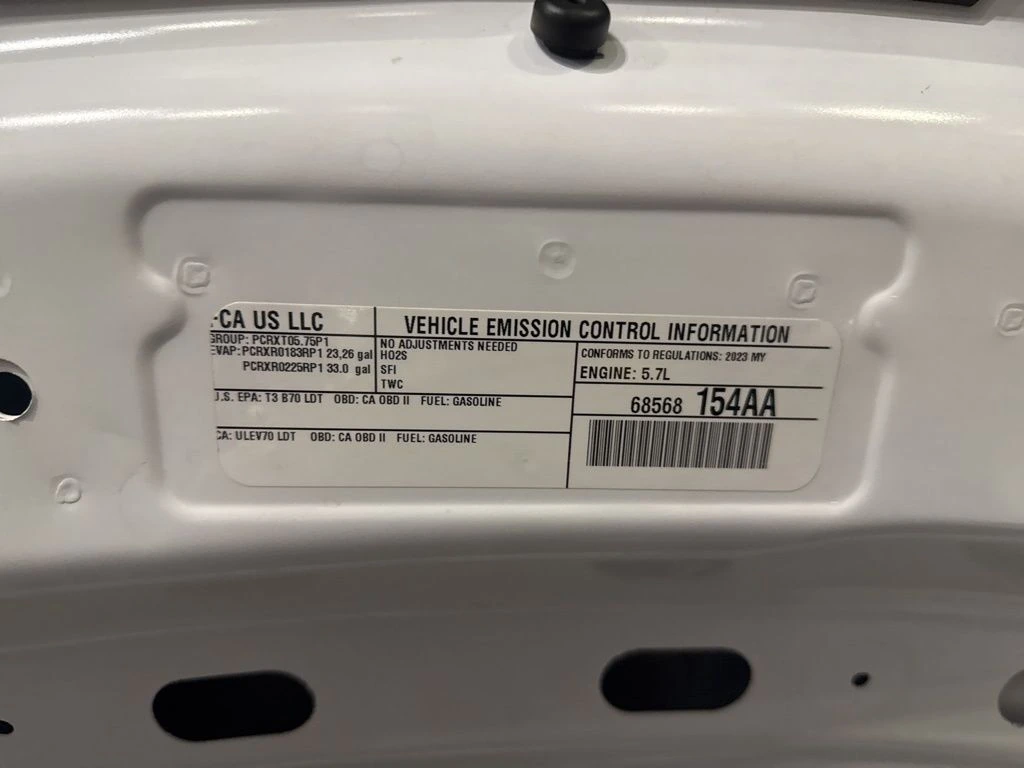 FCA US LLC
VEHICLE EMISSION CONTROL INFORMATION
GROUP: PCRXT05.75P1
EVAP: PCRXR0183RP1 23,26 gal
PCRXR0225RP1 33.0 gal
NO ADJUSTMENTS NEEDED
HO2S
SFI
TWC
CONFORMS TO REGULATIONS: 2023 MY
ENGINE: 5.7L
68568 154AA
U.S. EPA: T3 B70 LDT OBD: CA OBD II FUEL: GASOLINE
CA: ULEV70 LDT OBD: CA OBD II FUEL: GASOLINE